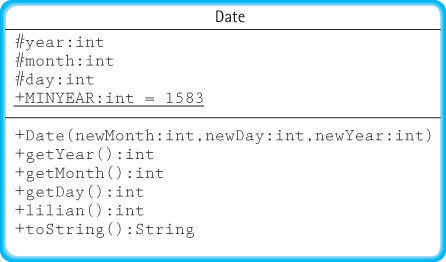 Date
#year:int
#month:int
#day:int
+MINYEAR:int = 1583
+Date(newMonth:int,newDay:int,newYear:int)
+getYear():int
+getMonth():int
+getDay():int
+lilian():int
+toString():String